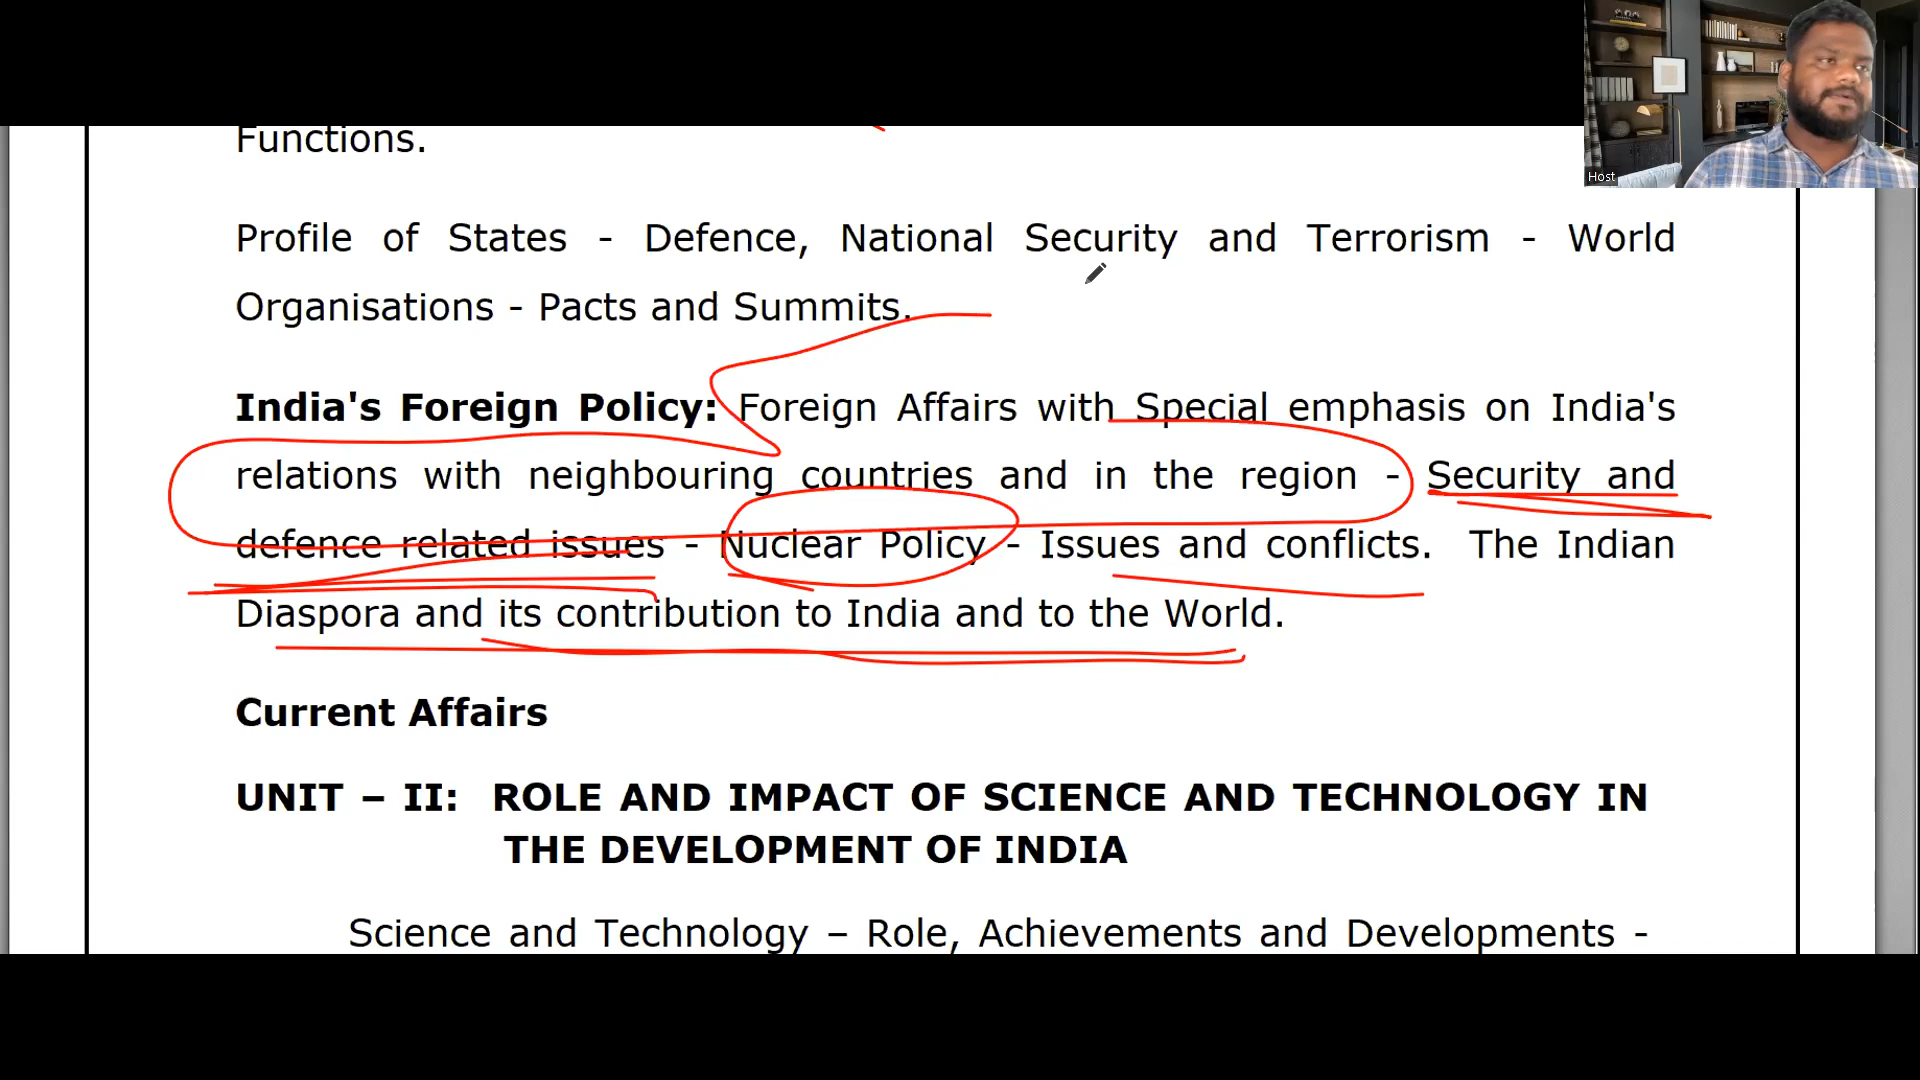 Host
Functions.
Profile of States - Defence, National Security and Terrorism - World
Organisations - Pacts and Summits.
India's Foreign Policy: Foreign Affairs with Special emphasis on India's
relations with neighbouring countries and in the region - Security and
defence related issues - Nuclear Policy - Issues and conflicts. The Indian
Diaspora and its contribution to India and to the World.
Current Affairs
UNIT – II: ROLE AND IMPACT OF SCIENCE AND TECHNOLOGY IN
THE DEVELOPMENT OF INDIA
Science and Technology – Role, Achievements and Developments -